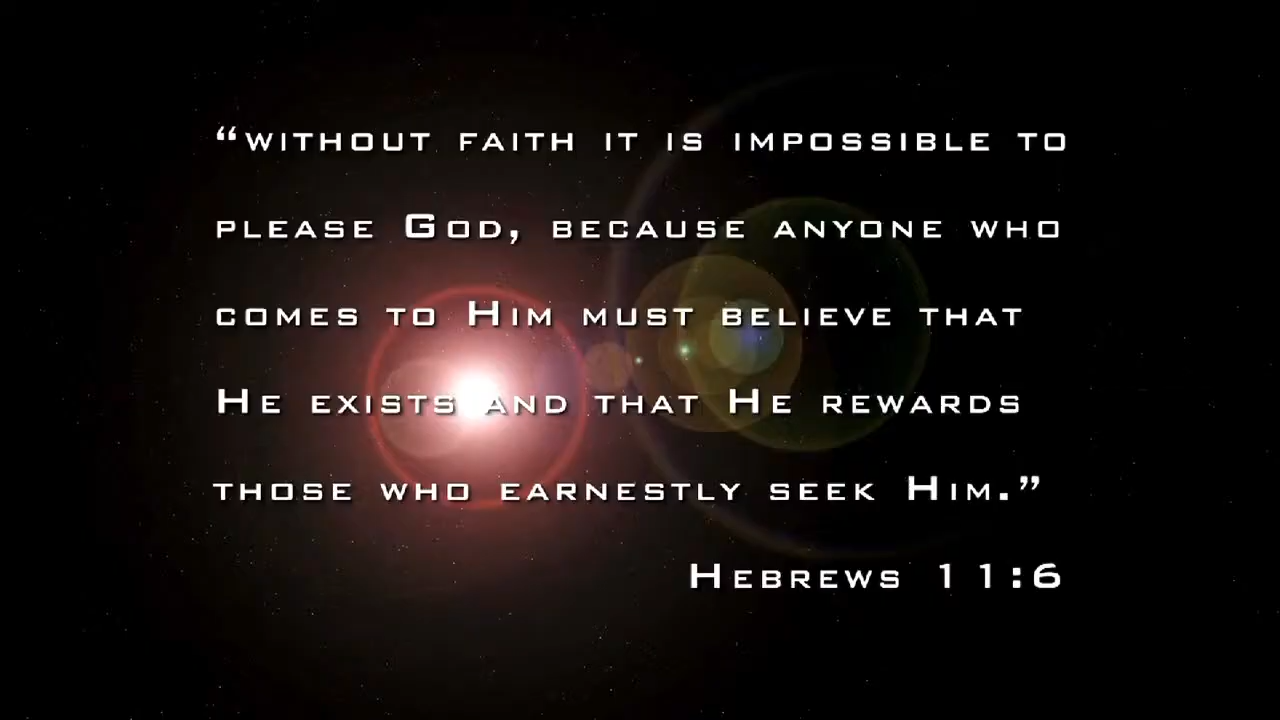 “without faith it is impossible to
please God, because anyone who
comes to Him must believe that
He exists and that He rewards
those who earnestly seek Him.”
Hebrews 11:6